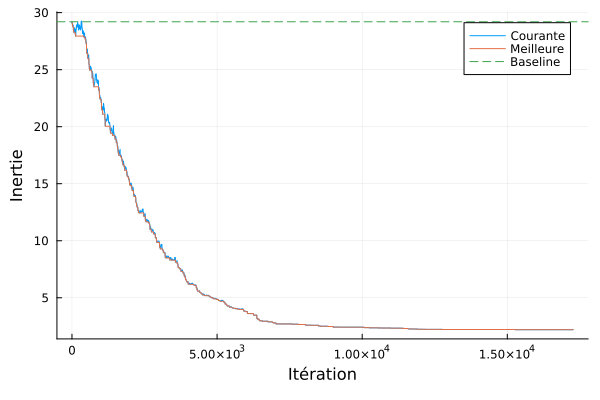 30
25
20
15
10
5
Inertie
0
5.00×10³
1.00×10⁴
1.50×10⁴
Itération
Courante
Meilleure
Baseline